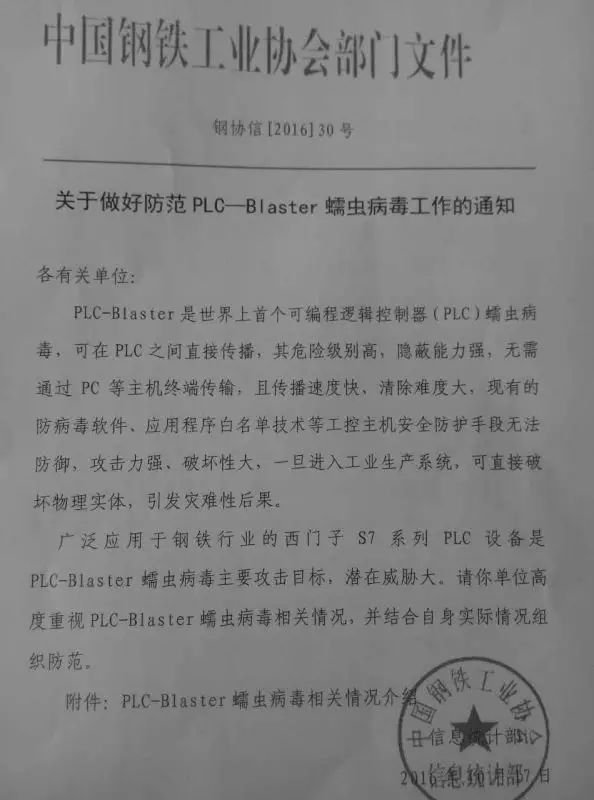 中国钢铁工业协会部门文件
钢协信[2016]30号
关于做好防范 PLC—Blaster 蠕虫病毒工作的通知
各有关单位：
PLC-Blaster 是世界上首个可编程逻辑控制器(PLC)蠕虫病
毒，可在 PLC 之间直接传播，其危险级别高，隐蔽能力强，无需
通过 PC 等主机终端传输，且传播速度快、清除难度大，现有的
防病毒软件、应用程序白名单技术等工控主机安全防护手段无法
防御，攻击力强、破坏性大，一旦进入工业生产系统，可直接破
坏物理实体，引发灾难性后果。
广泛应用于钢铁行业的西门子 S7 系列 PLC 设备是
PLC-Blaster 蠕虫病毒主要攻击目标，潜在威胁大。请你单位高
度重视 PLC-Blaster 蠕虫病毒相关情况，并结合自身实际情况组
织防范。
附件：PLC-Blaster 蠕虫病毒相关情况介绍
中国钢铁工业协会
信息统计部
信息统计部
2016 年 10 月 17 日